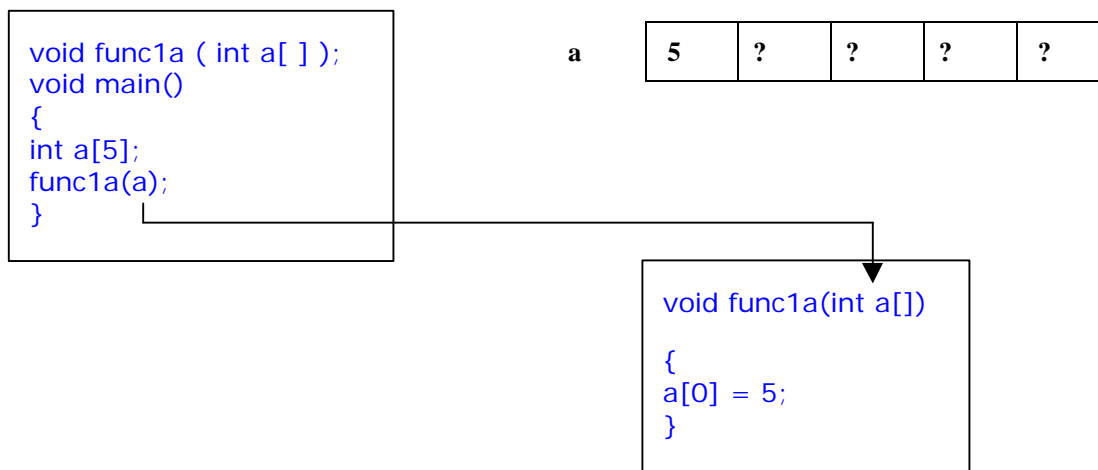 void func1a ( int a[ ] );
void main()
{
int a[5];
func1a(a);
}
a 5 ? ? ? ?
void func1a(int a[])
{
a[0] = 5;
}